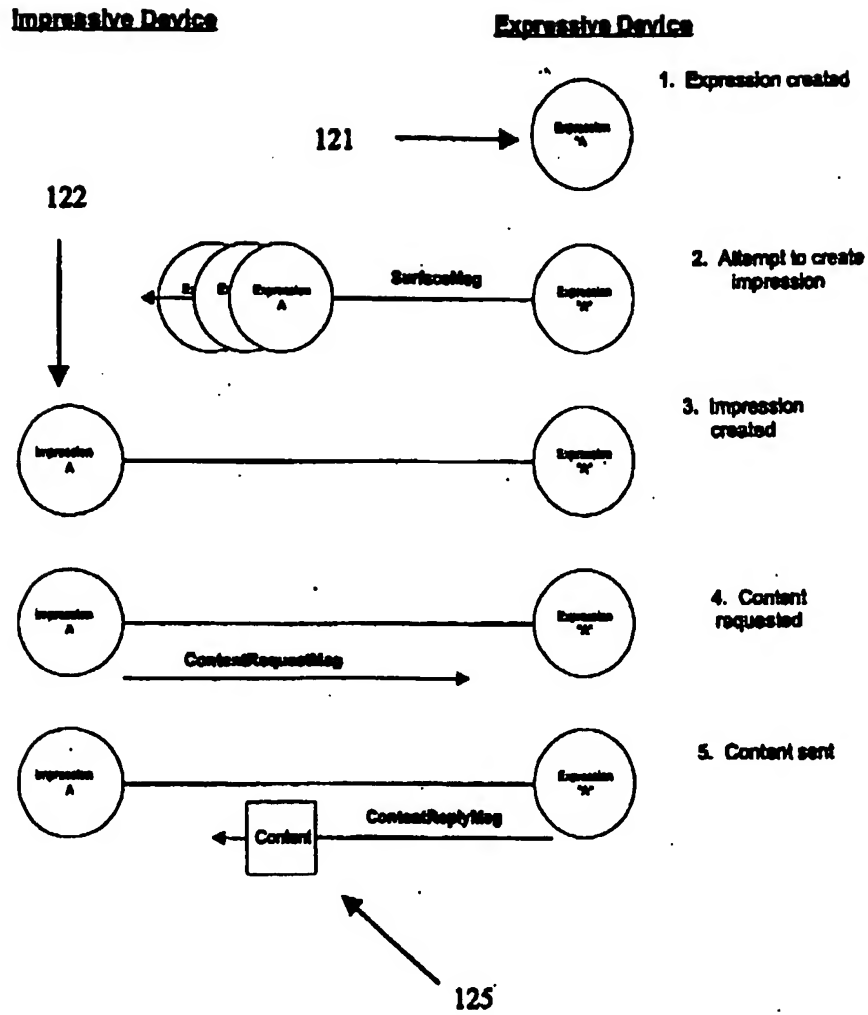 Impressive Device
Expressive Device
1. Expression created
121
Expression
"A
122
2. Attempt to create
impression
SurfaceMsg
E
E
Expression
A
Expression
"A"
3. Impression
created
Impression
A
Expression
"A"
4. Content
requested
Impression
A
Expression
"A"
ContentRequestMsg
5. Content sent
Impression
A
Expression
"A"
Content
ContentReplyMsg
125